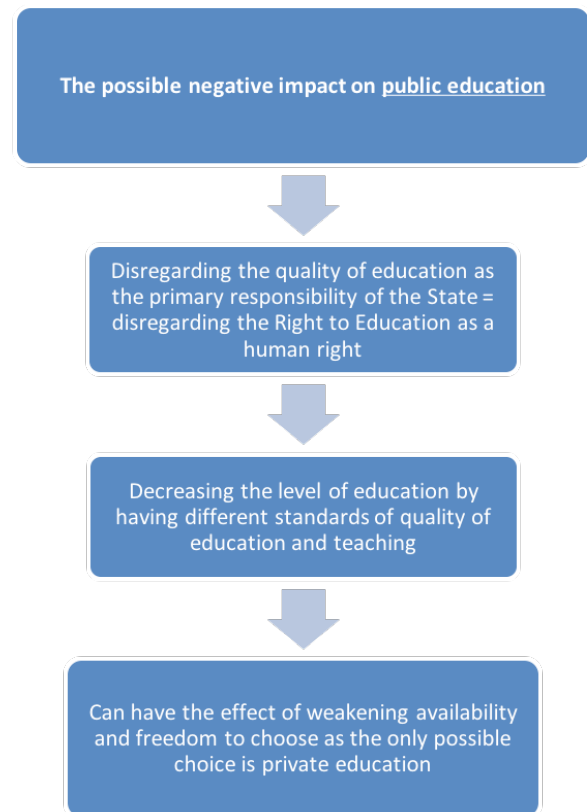 The possible negative impact on public education
Disregarding the quality of education as
the primary responsibility of the State =
disregarding the Right to Education as a
human right
Decreasing the level of education by
having different standards of quality of
education and teaching
Can have the effect of weakening availability
and freedom to choose as the only possible
choice is private education